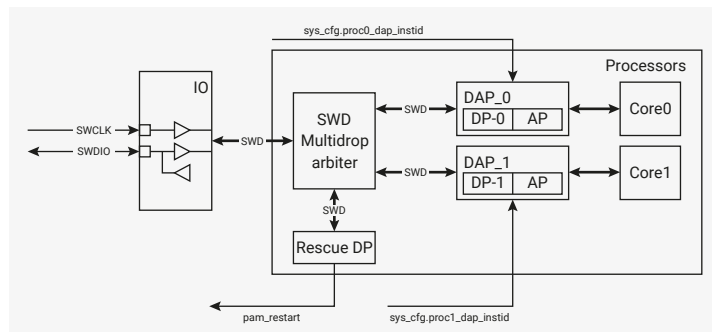 sys_cfg.proc0_dap_instid
IO
Processors
SWCLK
SWDIO
SWD
SWD
Multidrop
arbiter
SWD
DAP_0
DP-0 AP
Core0
SWD
DAP_1
DP-1 AP
Core1
SWD
Rescue DP
pam_restart
sys_cfg.proc1_dap_instid